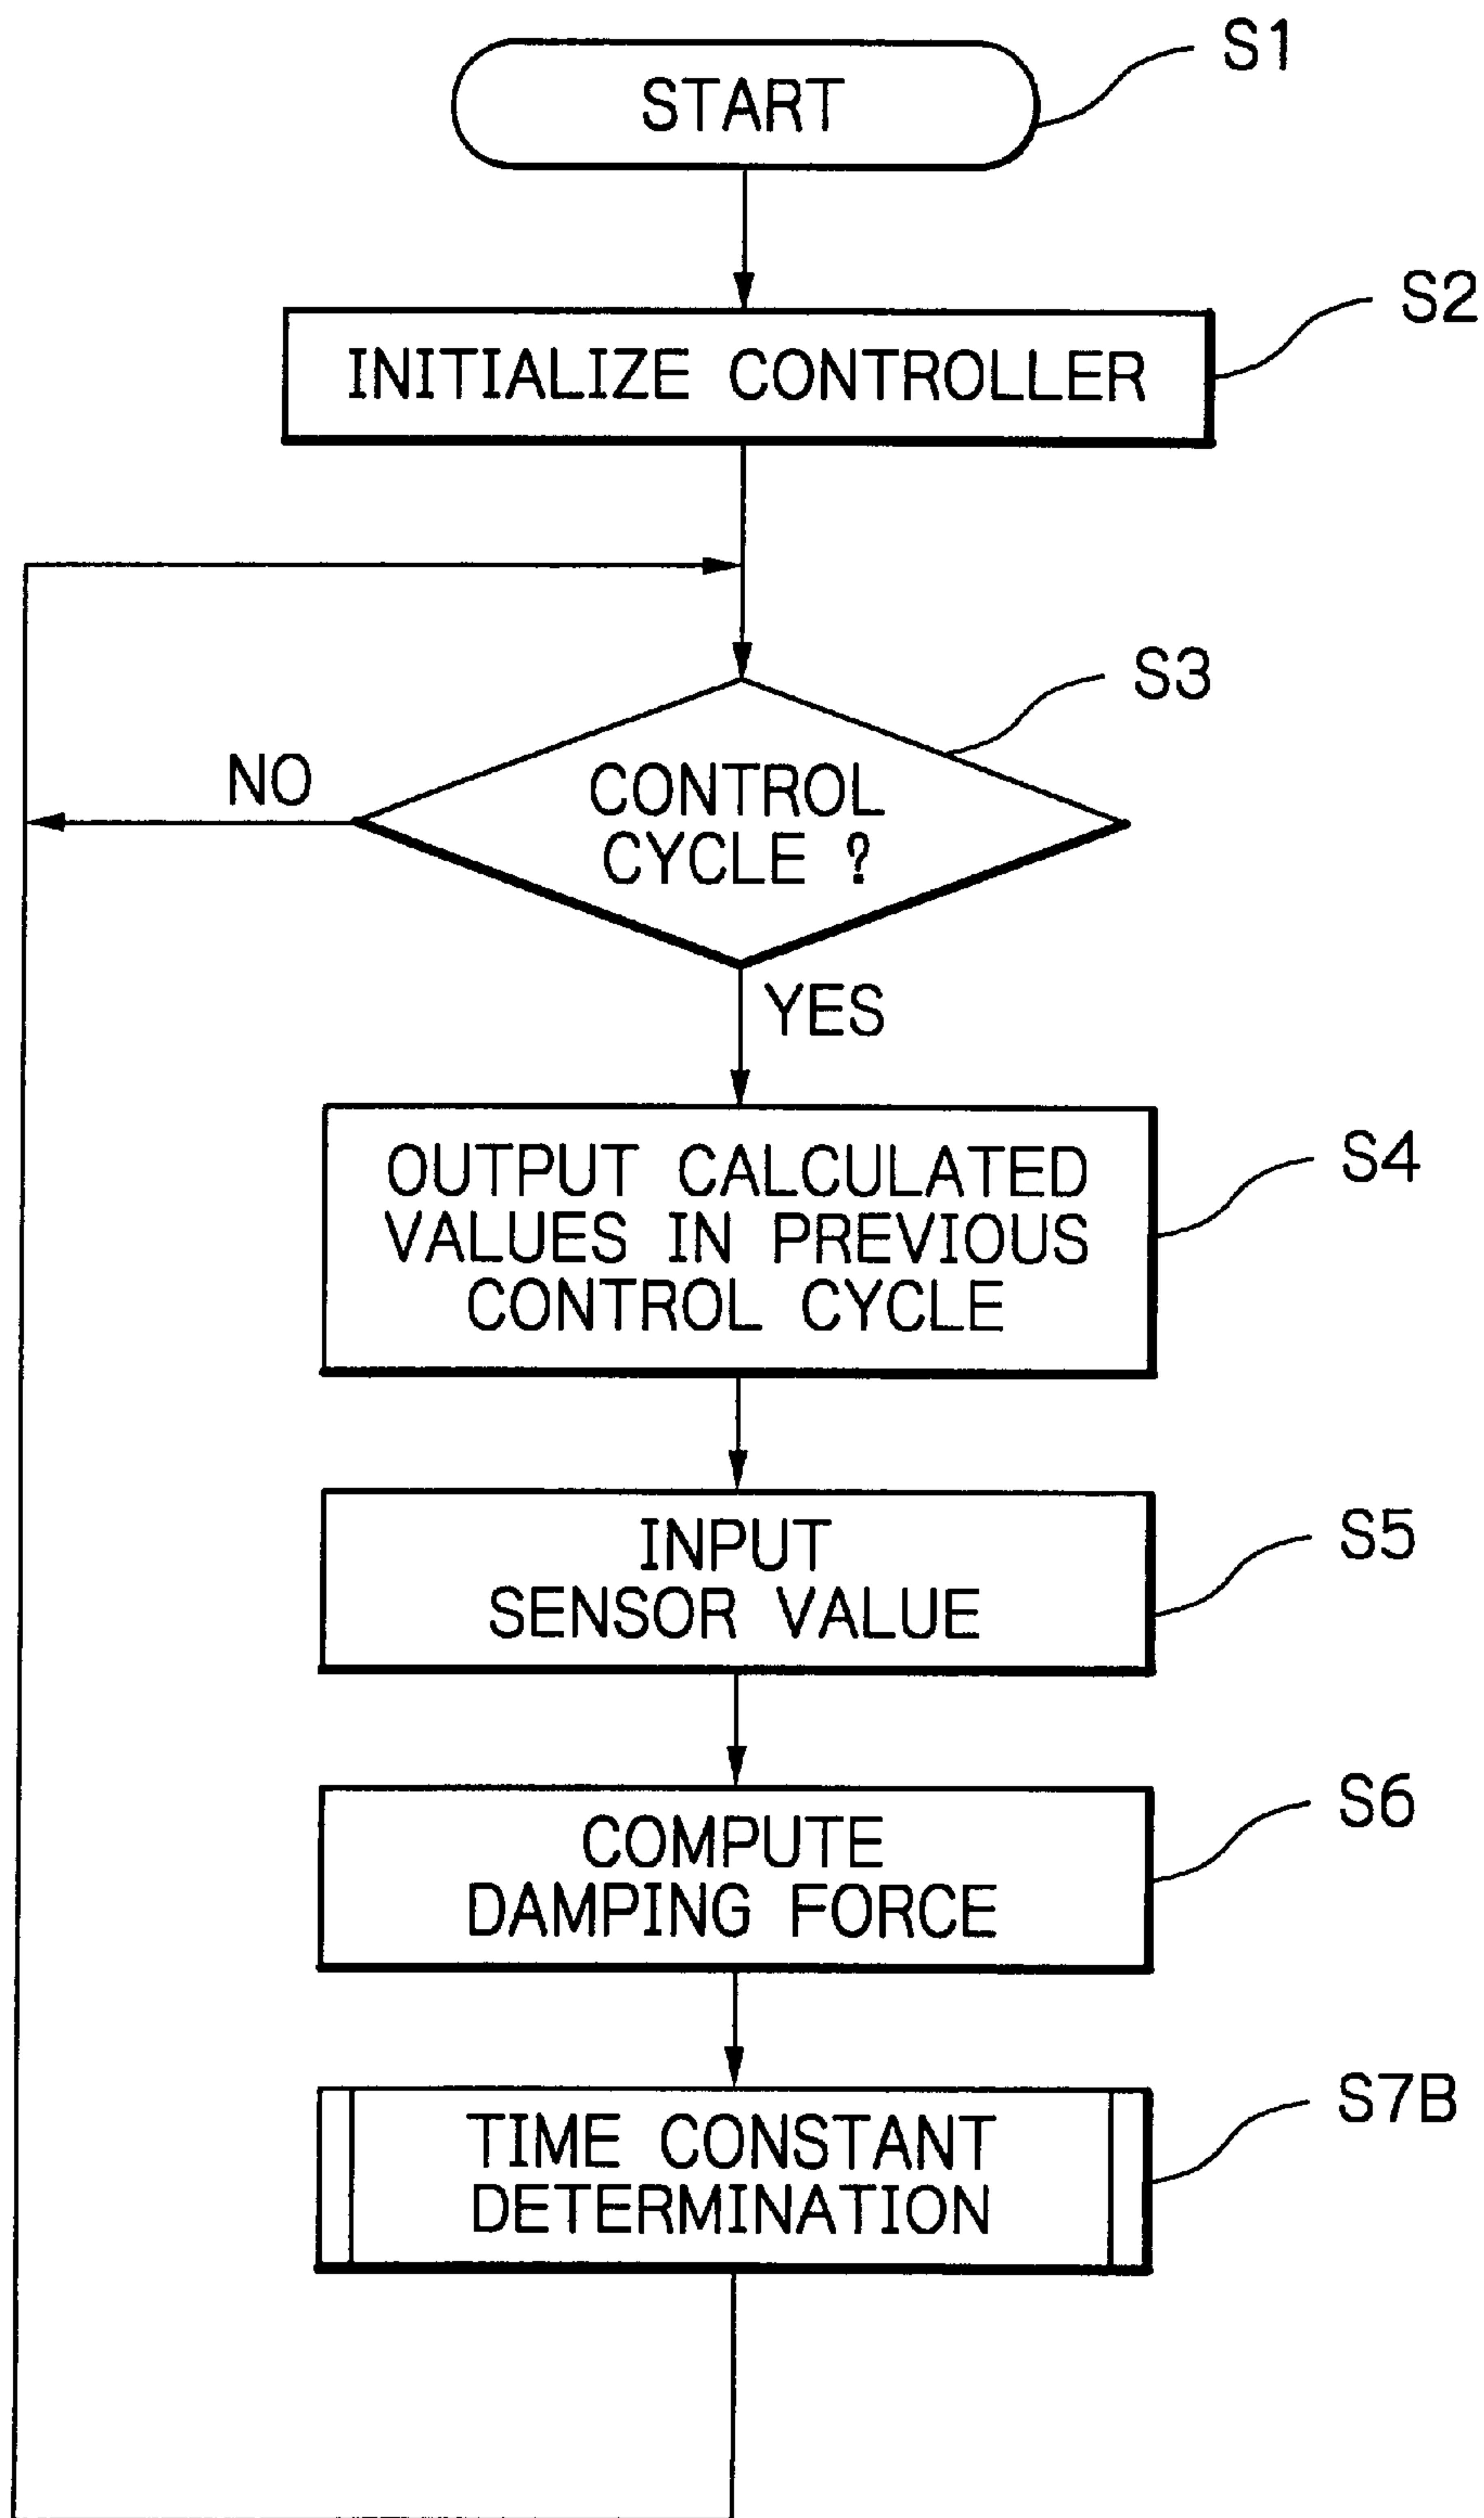 START
S1
INITIALIZE CONTROLLER
S2
S3
NO
CONTROL
CYCLE ?
YES
OUTPUT CALCULATED
VALUES IN PREVIOUS
CONTROL CYCLE
S4
INPUT
SENSOR VALUE
S5
COMPUTE
DAMPING FORCE
S6
TIME CONSTANT
DETERMINATION
S7B